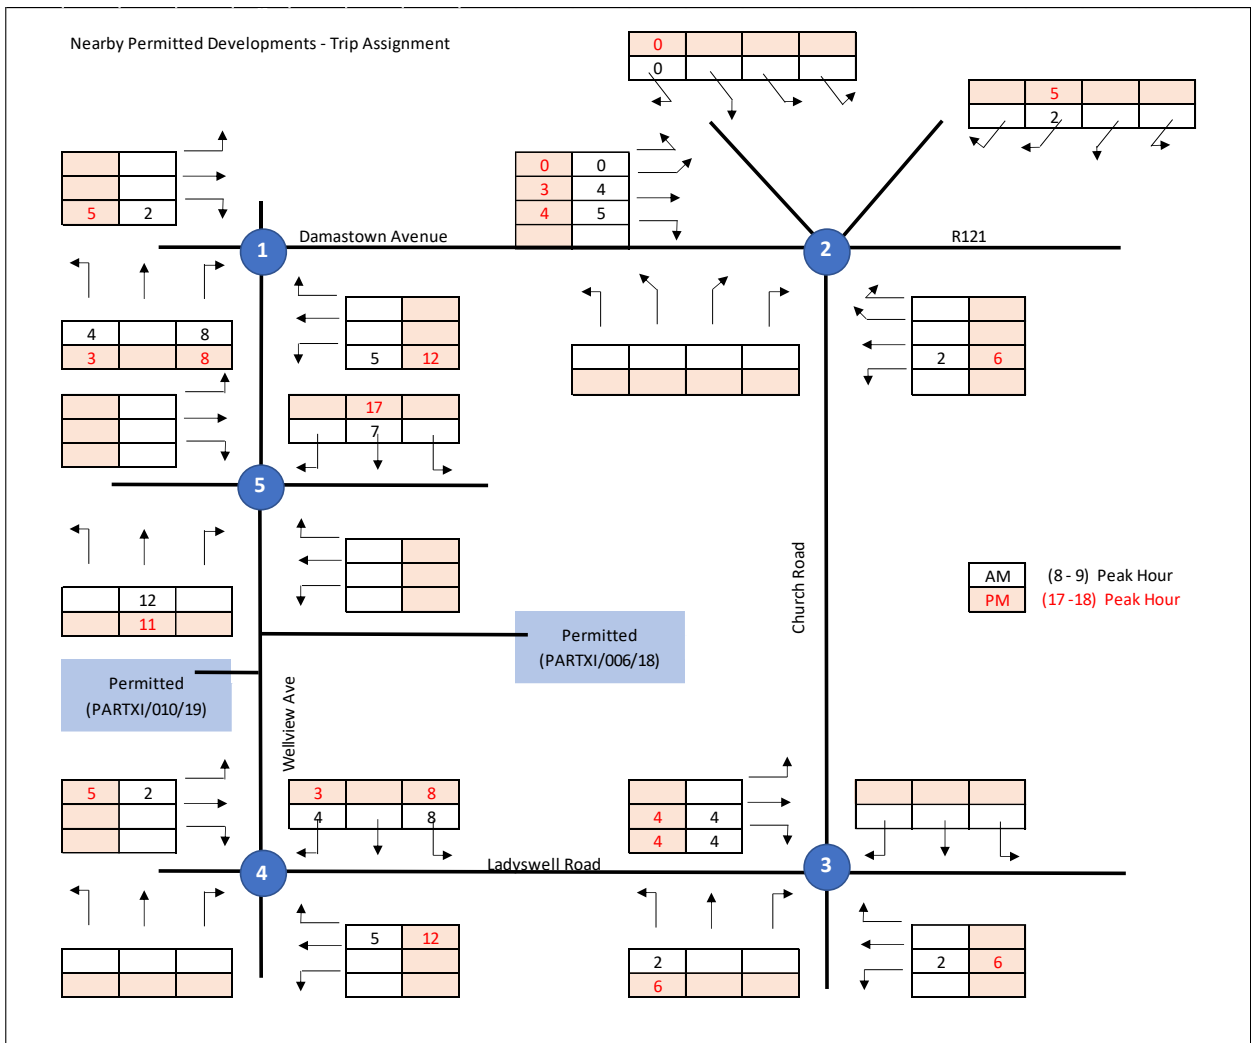 Nearby Permitted Developments - Trip Assignment
0
0
5
2
0 0
3 4
4 5
5 2
1
Damastown Avenue
2
R121
4 8
3 8
5 12
2 6
17
7
5
12
11
Church Road
AM (8 - 9) Peak Hour
PM (17 -18) Peak Hour
Permitted
(PARTXI/006/18)
Permitted
(PARTXI/010/19)
Wellview Ave
5 2
3 8
4 8
4 4
4 4
4
Ladyswell Road
3
5 12
2
6
2 6